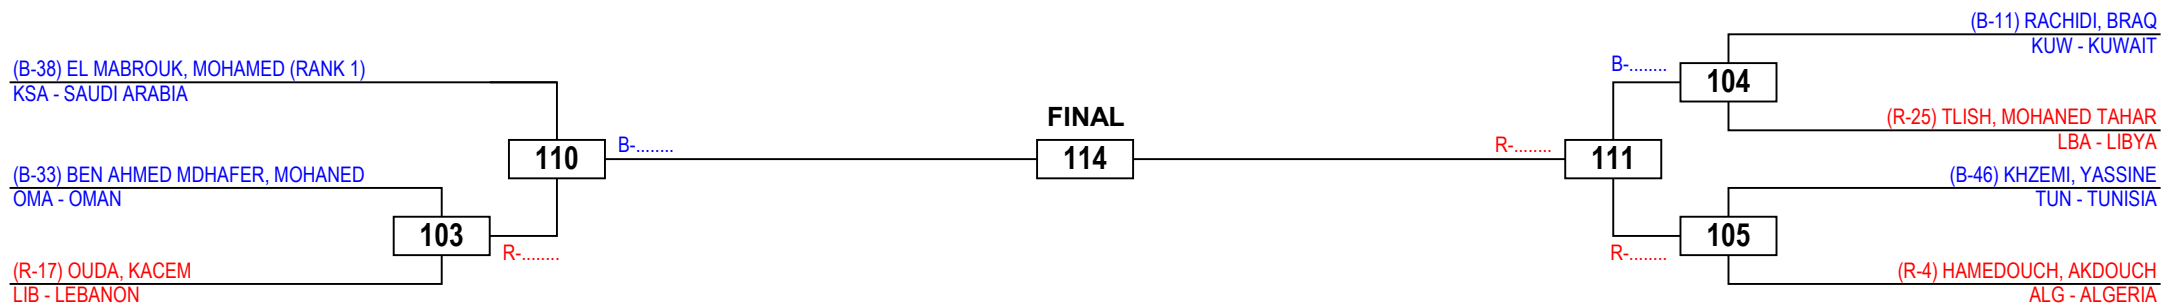 (B-38) EL MABROUK, MOHAMED (RANK 1)
KSA - SAUDI ARABIA
(B-33) BEN AHMED MDHAFER, MOHANED
OMA - OMAN
103
(R-17) OUDA, KACEM
LIB - LEBANON
R-........
110
B-........
FINAL
114
R-........
111
B-........
R-........
(B-11) RACHIDI, BRAQ
KUW - KUWAIT
104
(R-25) TLISH, MOHANED TAHAR
LBA - LIBYA
(B-46) KHZEMI, YASSINE
TUN - TUNISIA
105
(R-4) HAMEDOUCH, AKDOUCH
ALG - ALGERIA